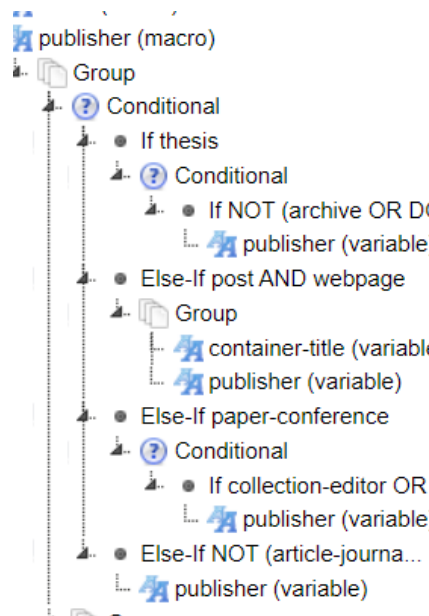 publisher (macro)
Group
Conditional
If thesis
Conditional
If NOT (archive OR
publisher (variable
Else-If post AND webpage
Group
container-title
publisher (variable)
Else-If paper-conference
Conditional
If collection-editor OR
publisher (variable
Else-If NOT (article-journa...
publisher (variable)